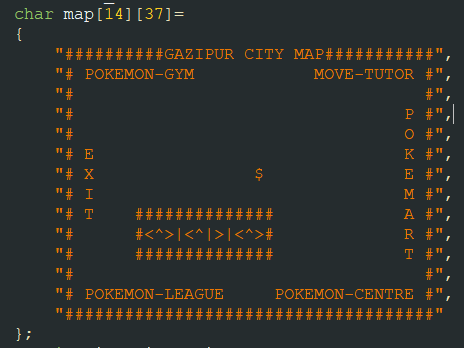 char map[14][37]=
{
    "##########GAZIPUR CITY MAP###########",
    "# POKEMON-GYM            MOVE-TUTOR #",
    "#                                   #",
    "#                                 P #",
    "#                                 O #",
    "# E                               K #",
    "# X                $              E #",
    "# I                               M #",
    "# T    ##############             A #",
    "#      #<^>|<^|>|<^>#             R #",
    "#      ##############             T #",
    "#                                   #",
    "# POKEMON-LEAGUE     POKEMON-CENTRE #",
    "#####################################"
};